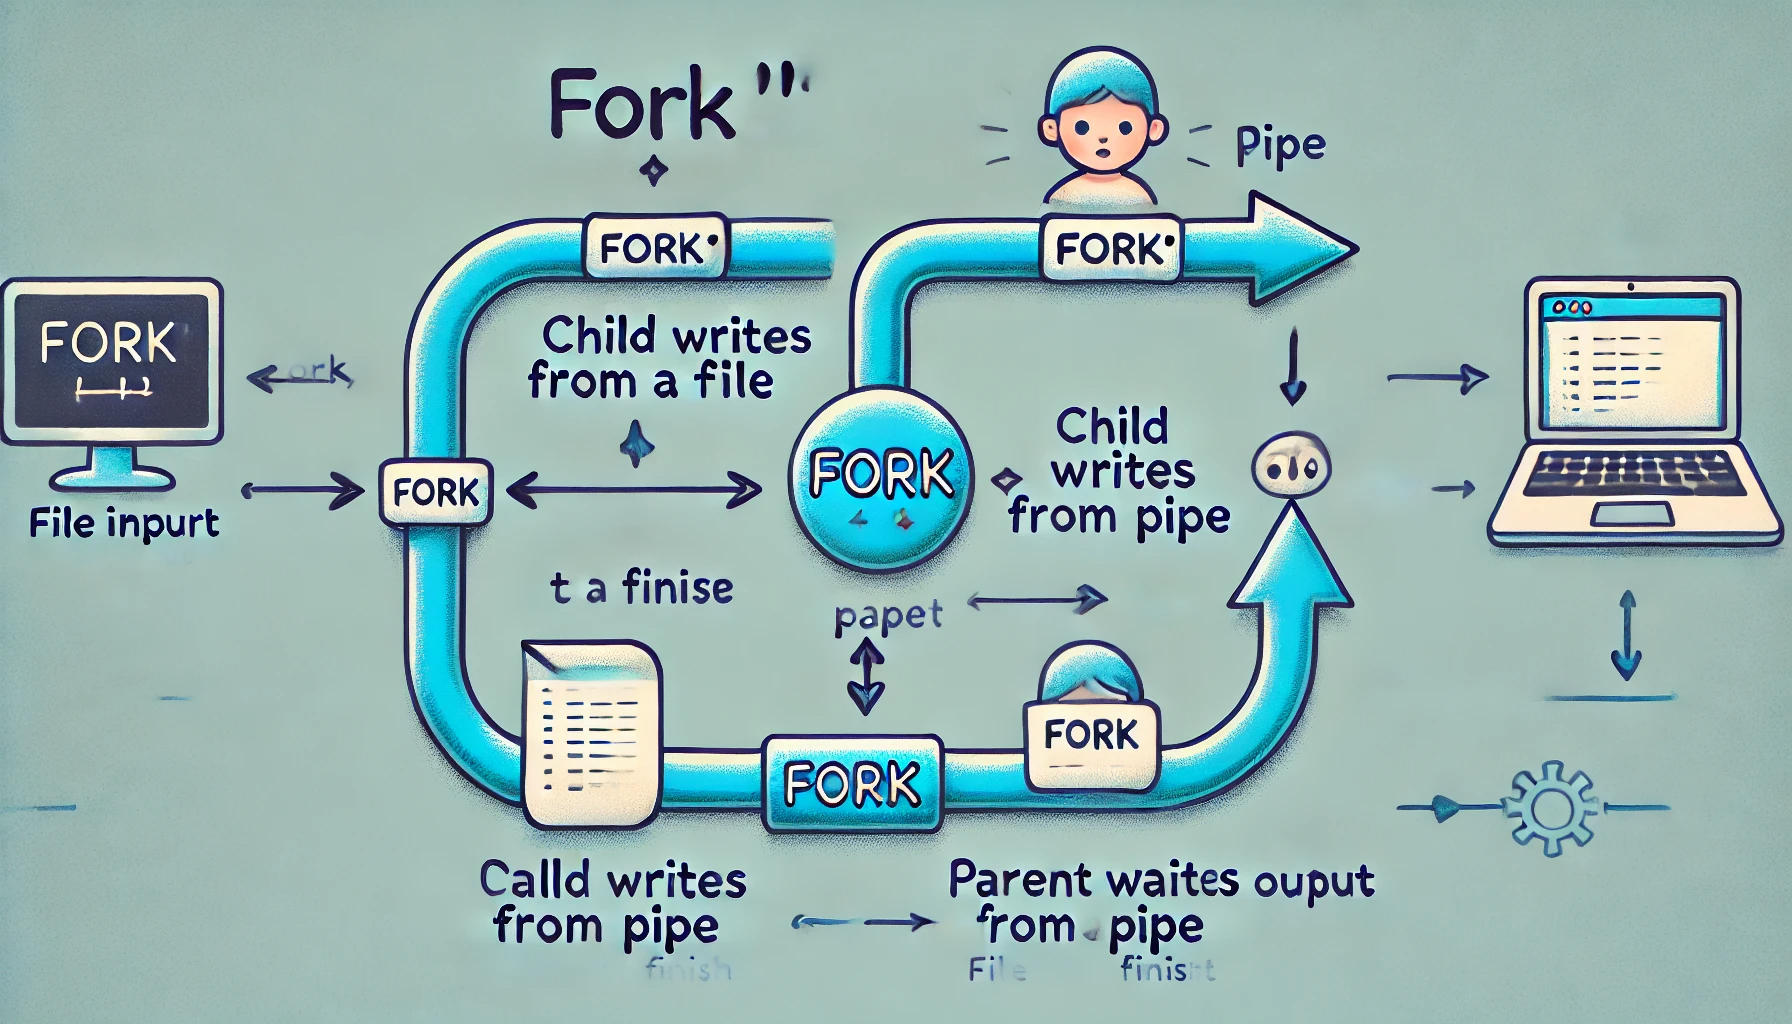 Fork "'
Pipe
FORK•
FORK•
FORK
Child writes
from a file
ork,
Child
writes
from pipe
FORK
FORK
File inpurt
t a finise
papet
FORK
FORK
Calld writes
from pipe
finish
Parent waites ouput
from pipe
File finist